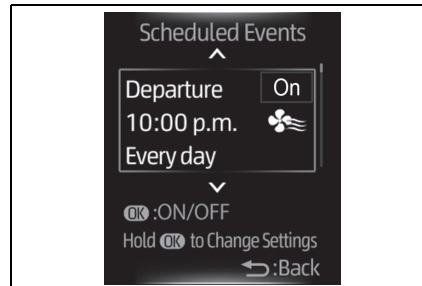 Scheduled Events
Departure On
10:00 p.m.
Every day
OK :ON/OFF
Hold OK to Change Settings
:Back